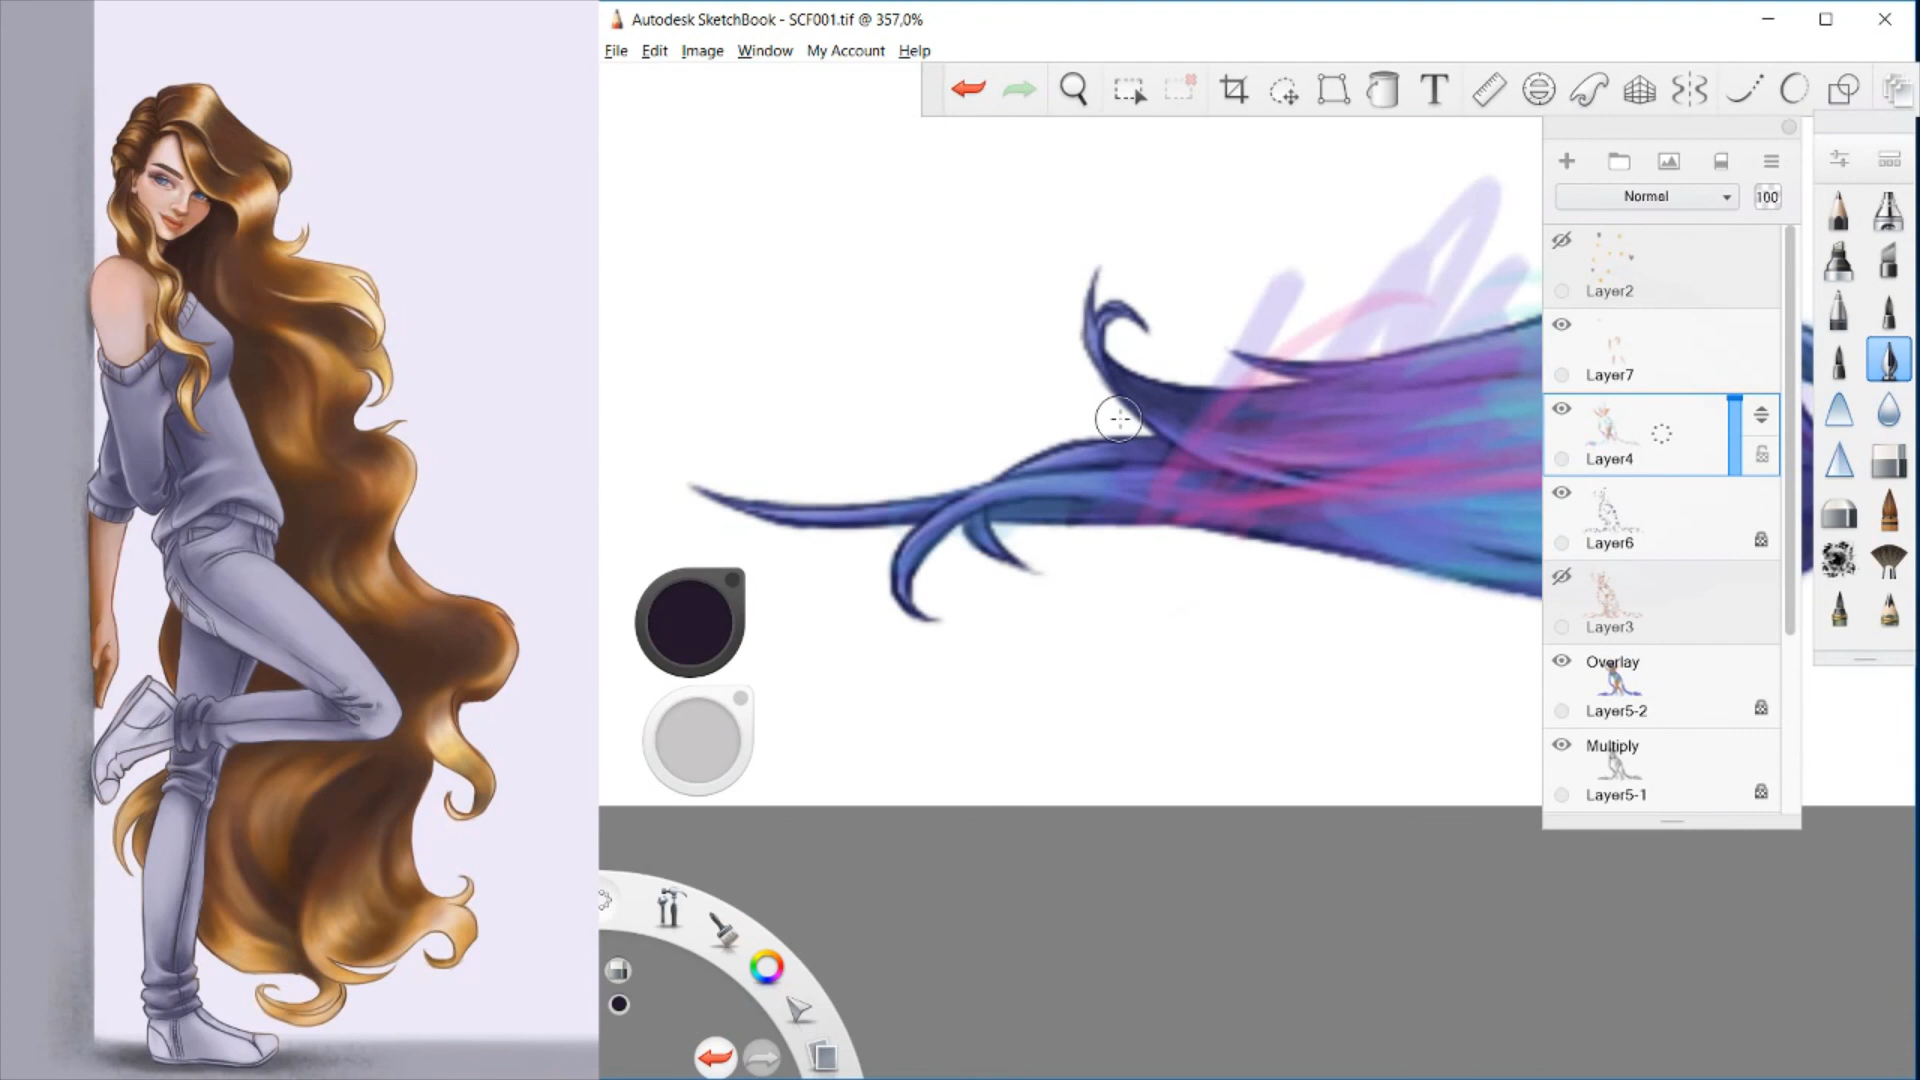 Autodesk SketchBook - SCF001.tif @ 357,0%
File Edit Image Window My Account Help
T
Normal 100
Layer2
Layer7
Layer4
Layer6
Layer3
Overlay
Layer5-2
Multiply
Layer5-1